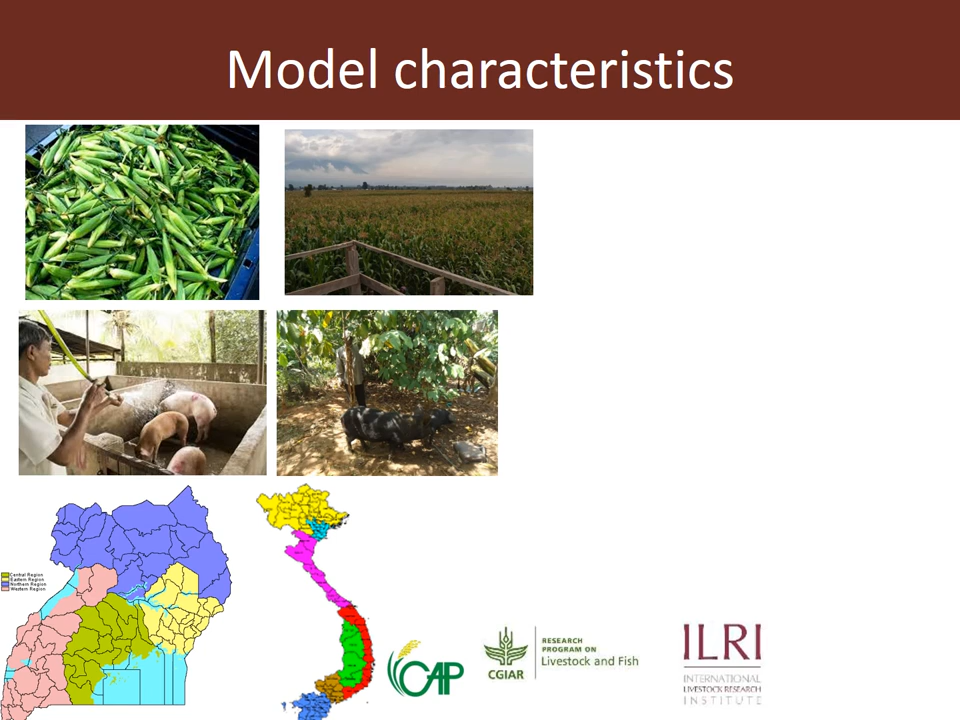 Model characteristics
Central Region
Eastern Region
Northern Region
Western Region
CAP
CGIAR
RESEARCH
PROGRAM ON
Livestock and Fish
ILRI
INTERNATIONAL
LIVESTOCK RESEARCH
INSTITUTE